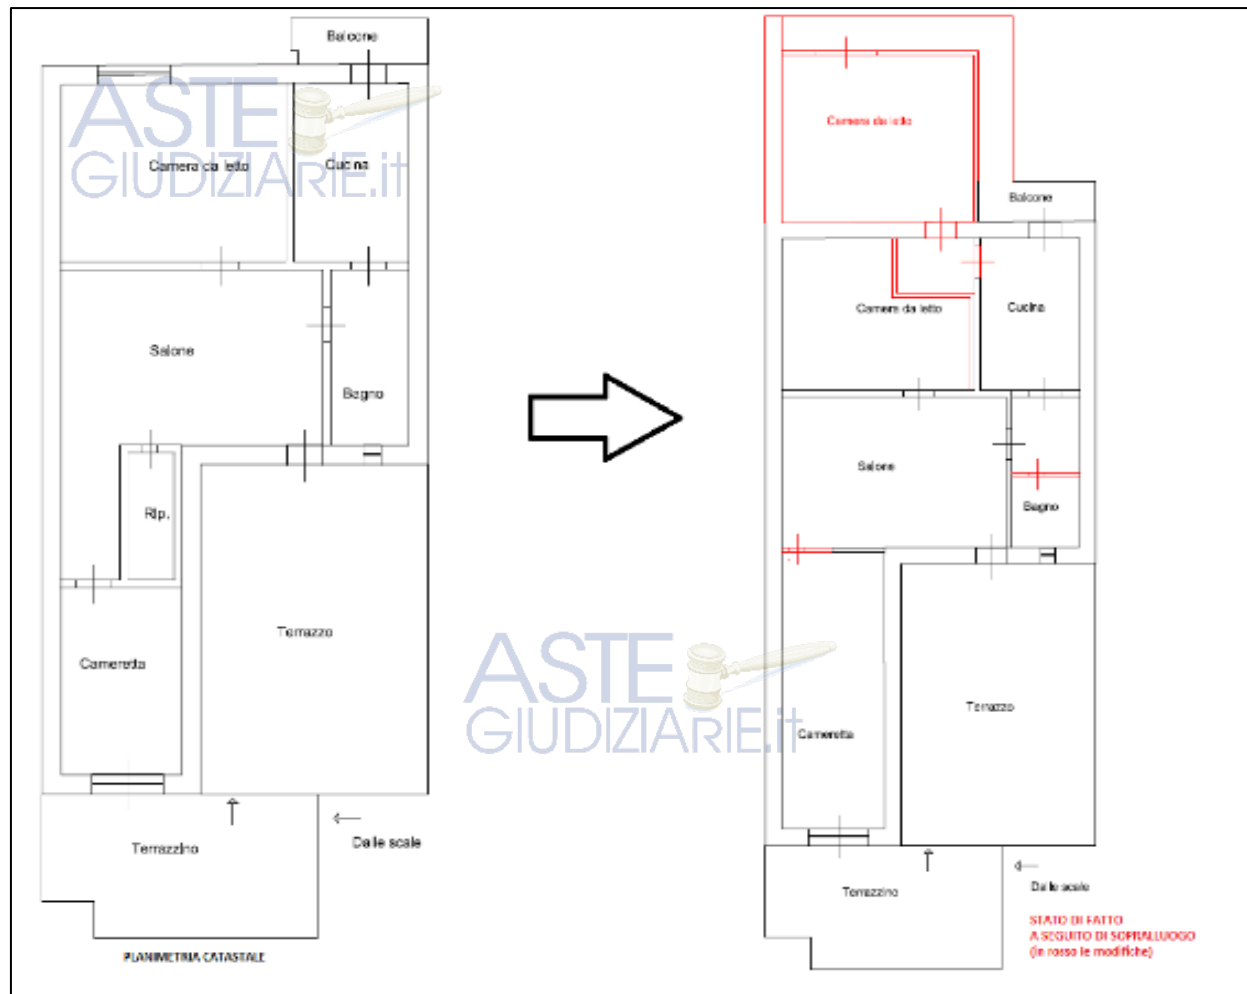 Balcone
ASTE
GIUDIZIARIE.it
Camera da letto
Cucina
Salone
Bagno
Rip.
Terrazzo
Cameretta
Terrazzino
Dalle scale
PLANIMETRIA CATASTALE
Camera da letto
Balcone
Camera da letto
Cucina
Salone
Bagno
ASTE
GIUDIZIARIE.it
Terrazzo
Cameretta
Terrazzino
Dalle scale
STATO DI FATTO
A SEGUITO DI SOPRALLUOGO
(in rosso le modifiche)